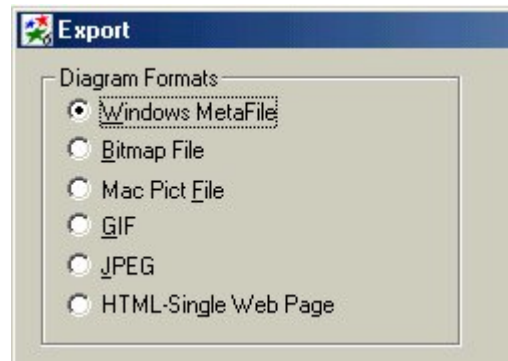 Export
Diagram Formats
Windows MetaFile
Bitmap File
Mac Pict File
GIF
JPEG
HTML-Single Web Page